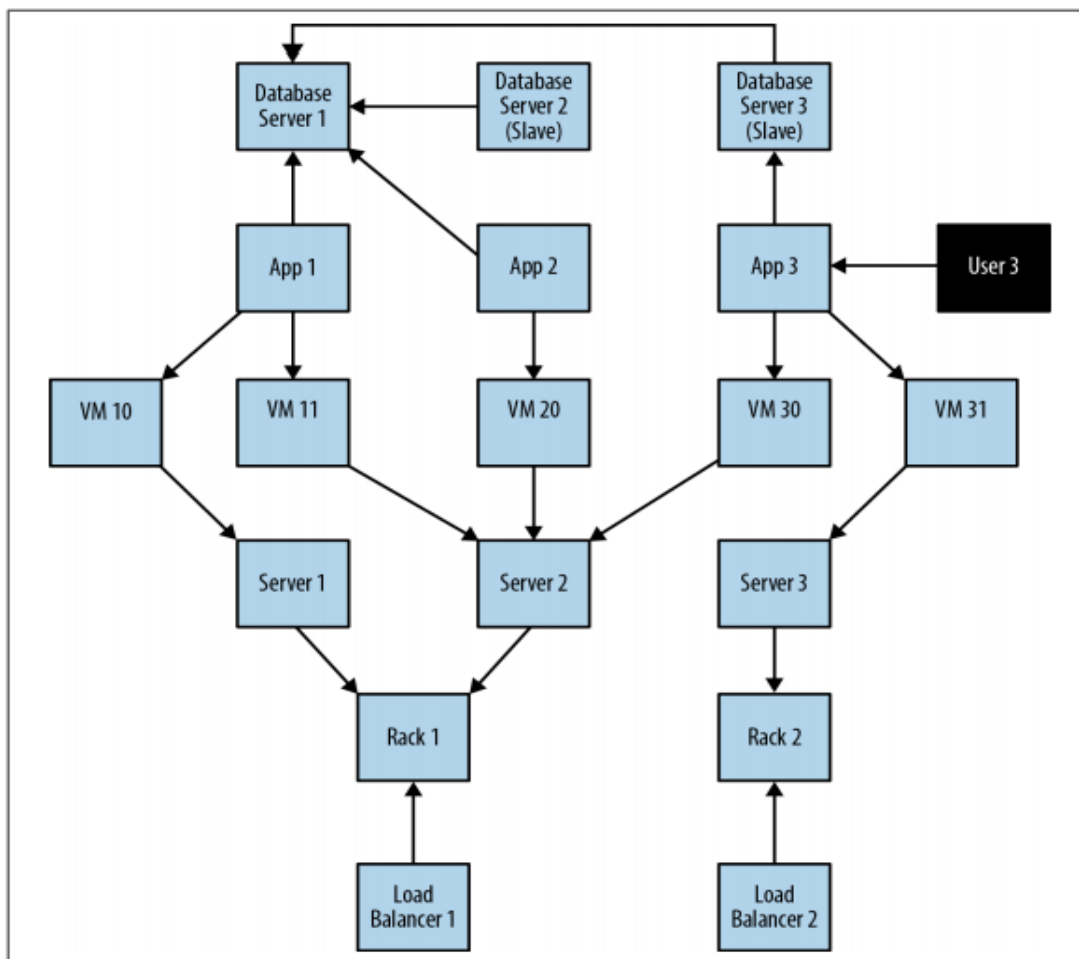 Database
Server 1
Database
Server 2
(Slave)
Database
Server 3
(Slave)
App 1
App 2
App 3
User 3
VM 10
VM 11
VM 20
VM 30
VM 31
Server 1
Server 2
Server 3
Rack 1
Rack 2
Load
Balancer 1
Load
Balancer 2